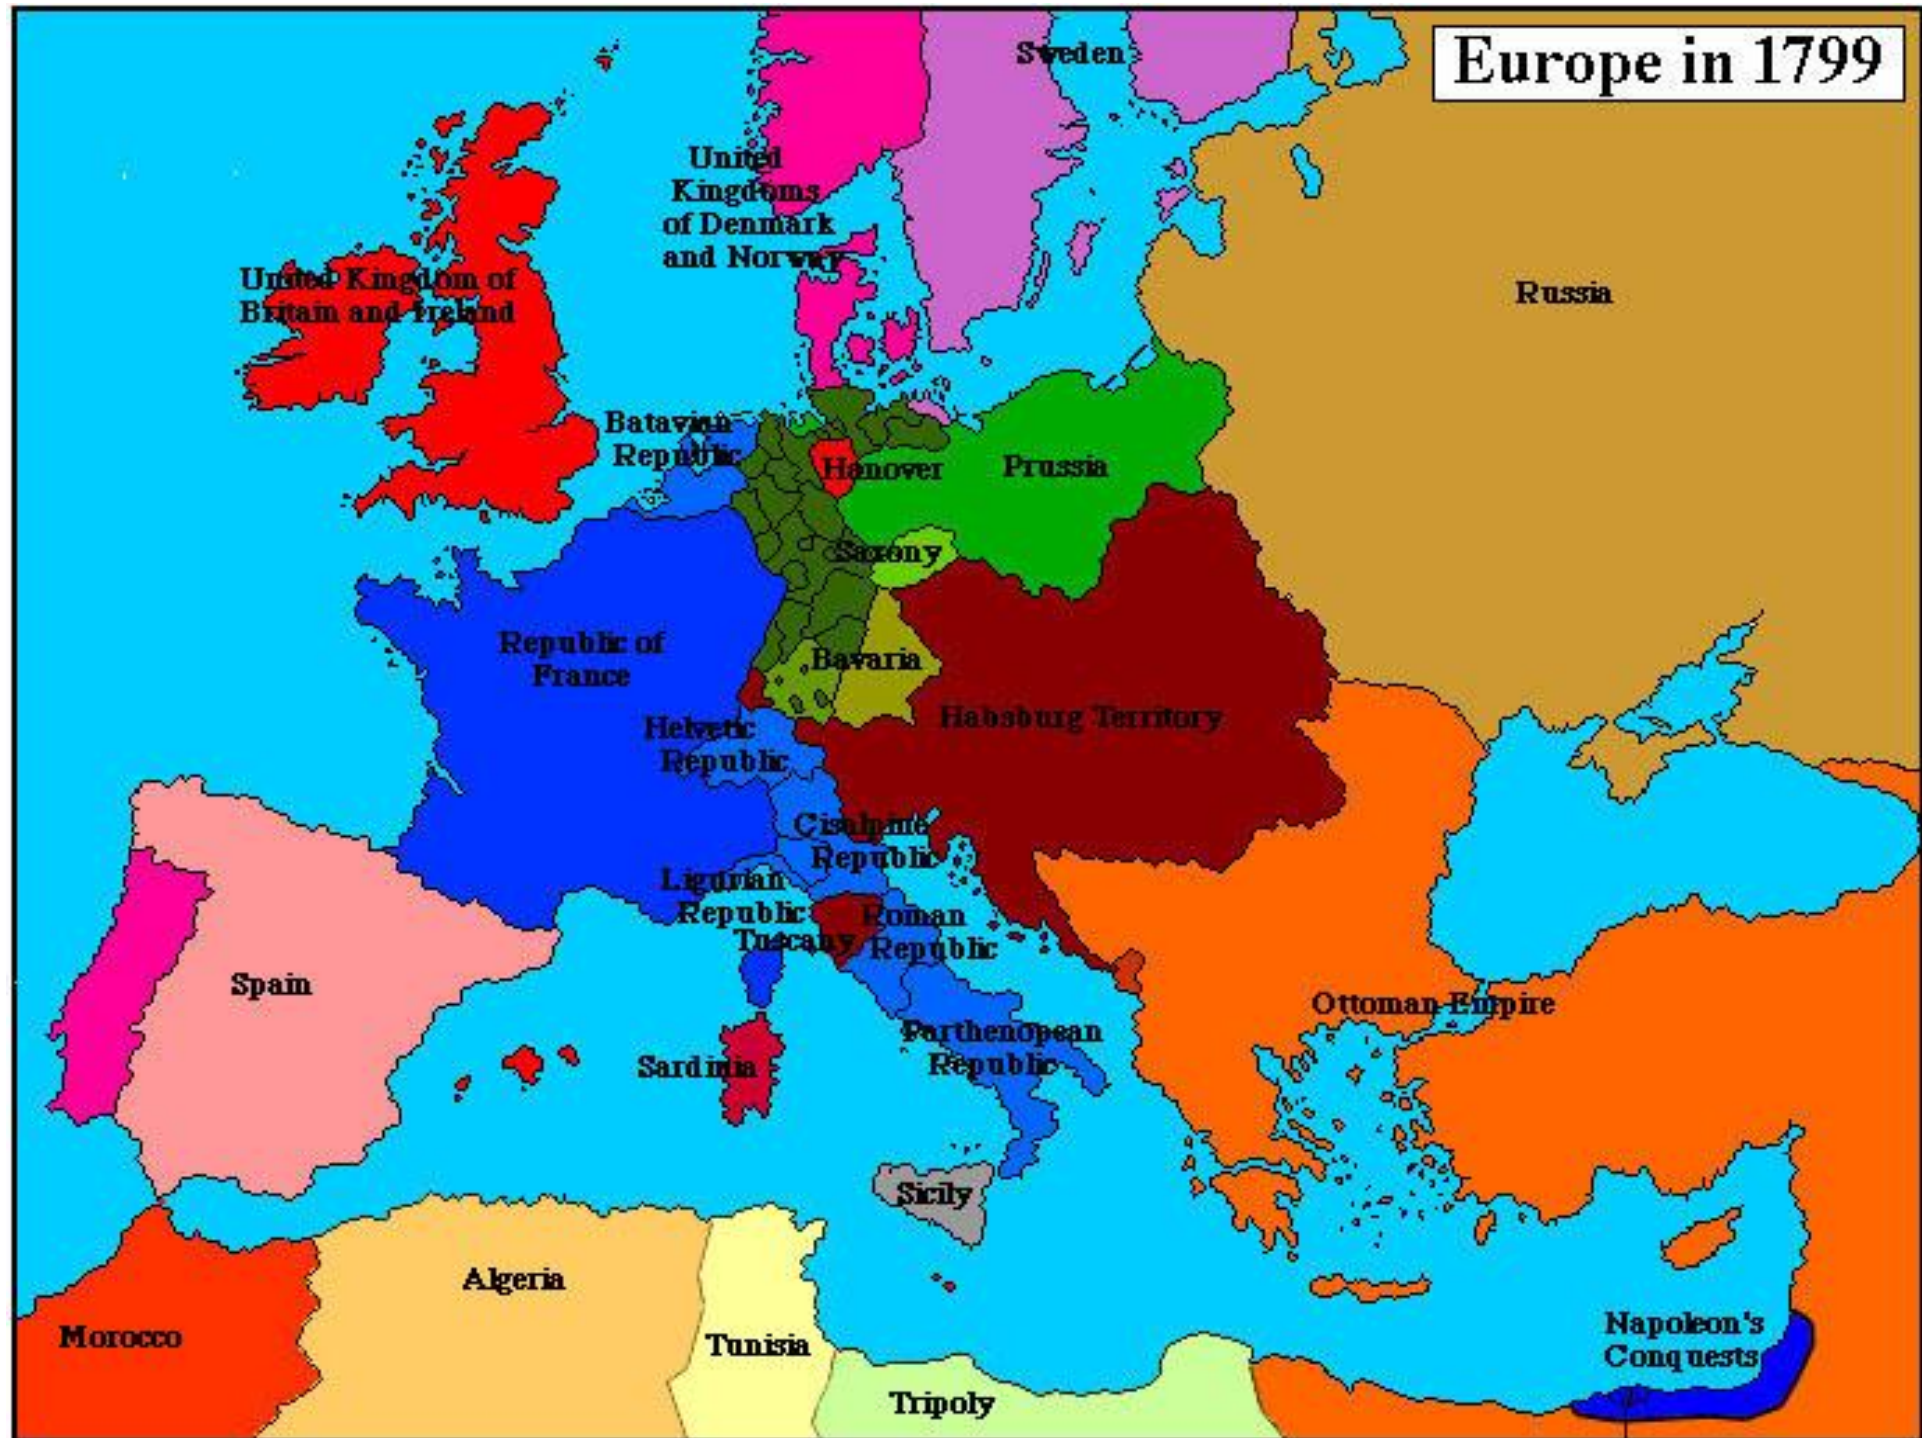 Europe in 1799
Sweden
United
Kingdoms
of Denmark
and Norway
United Kingdom of
Britain and Ireland
Russia
Batavian
Republic
Hanover
Prussia
Saxony
Republic of
France
Bavaria
Habsburg Territory
Helvetic
Republic
Cisalpine
Republic
Ligurian
Republic
Tuscany
Roman
Republic
Spain
Ottoman Empire
Parthenopean
Republic
Sardinia
Sicily
Algeria
Morocco
Tunisia
Tripoly
Napoleon's
Conquests